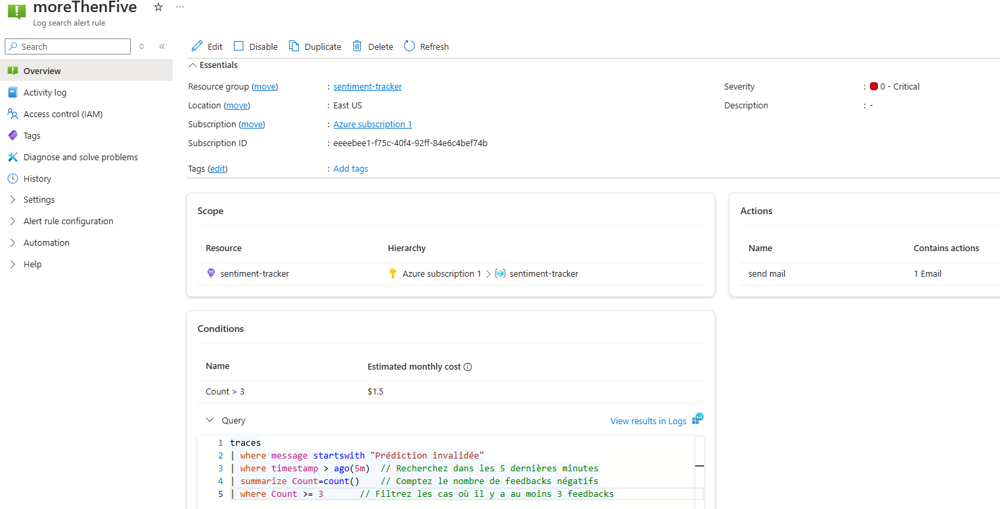 moreThenFive ☆ ···
Log search alert rule
Search
Edit Disable Duplicate Delete Refresh
Overview
Activity log
Access control (IAM)
Tags
Diagnose and solve problems
History
Settings
Alert rule configuration
Automation
Help
Essentials
Resource group (move) : sentiment-tracker
Location (move) : East US
Subscription (move) : Azure subscription 1
Subscription ID : eeeebee1-f75c-40f4-92ff-84e6c4bef74b
Tags (edit) : Add tags
Severity : 0 - Critical
Description : -
Scope
Resource Hierarchy
sentiment-tracker Azure subscription 1 > sentiment-tracker
Actions
Name Contains actions
send mail 1 Email
Conditions
Name Estimated monthly cost
Count > 3 $1.5
Query View results in Logs
1 traces
2 | where message startswith "Prédiction invalidée"
3 | where timestamp > ago(5m) // Recherchez dans les 5 dernières minutes
4 | summarize Count=count() // Comptez le nombre de feedbacks négatifs
5 | where Count >= 3 // Filtrez les cas où il y a au moins 3 feedbacks